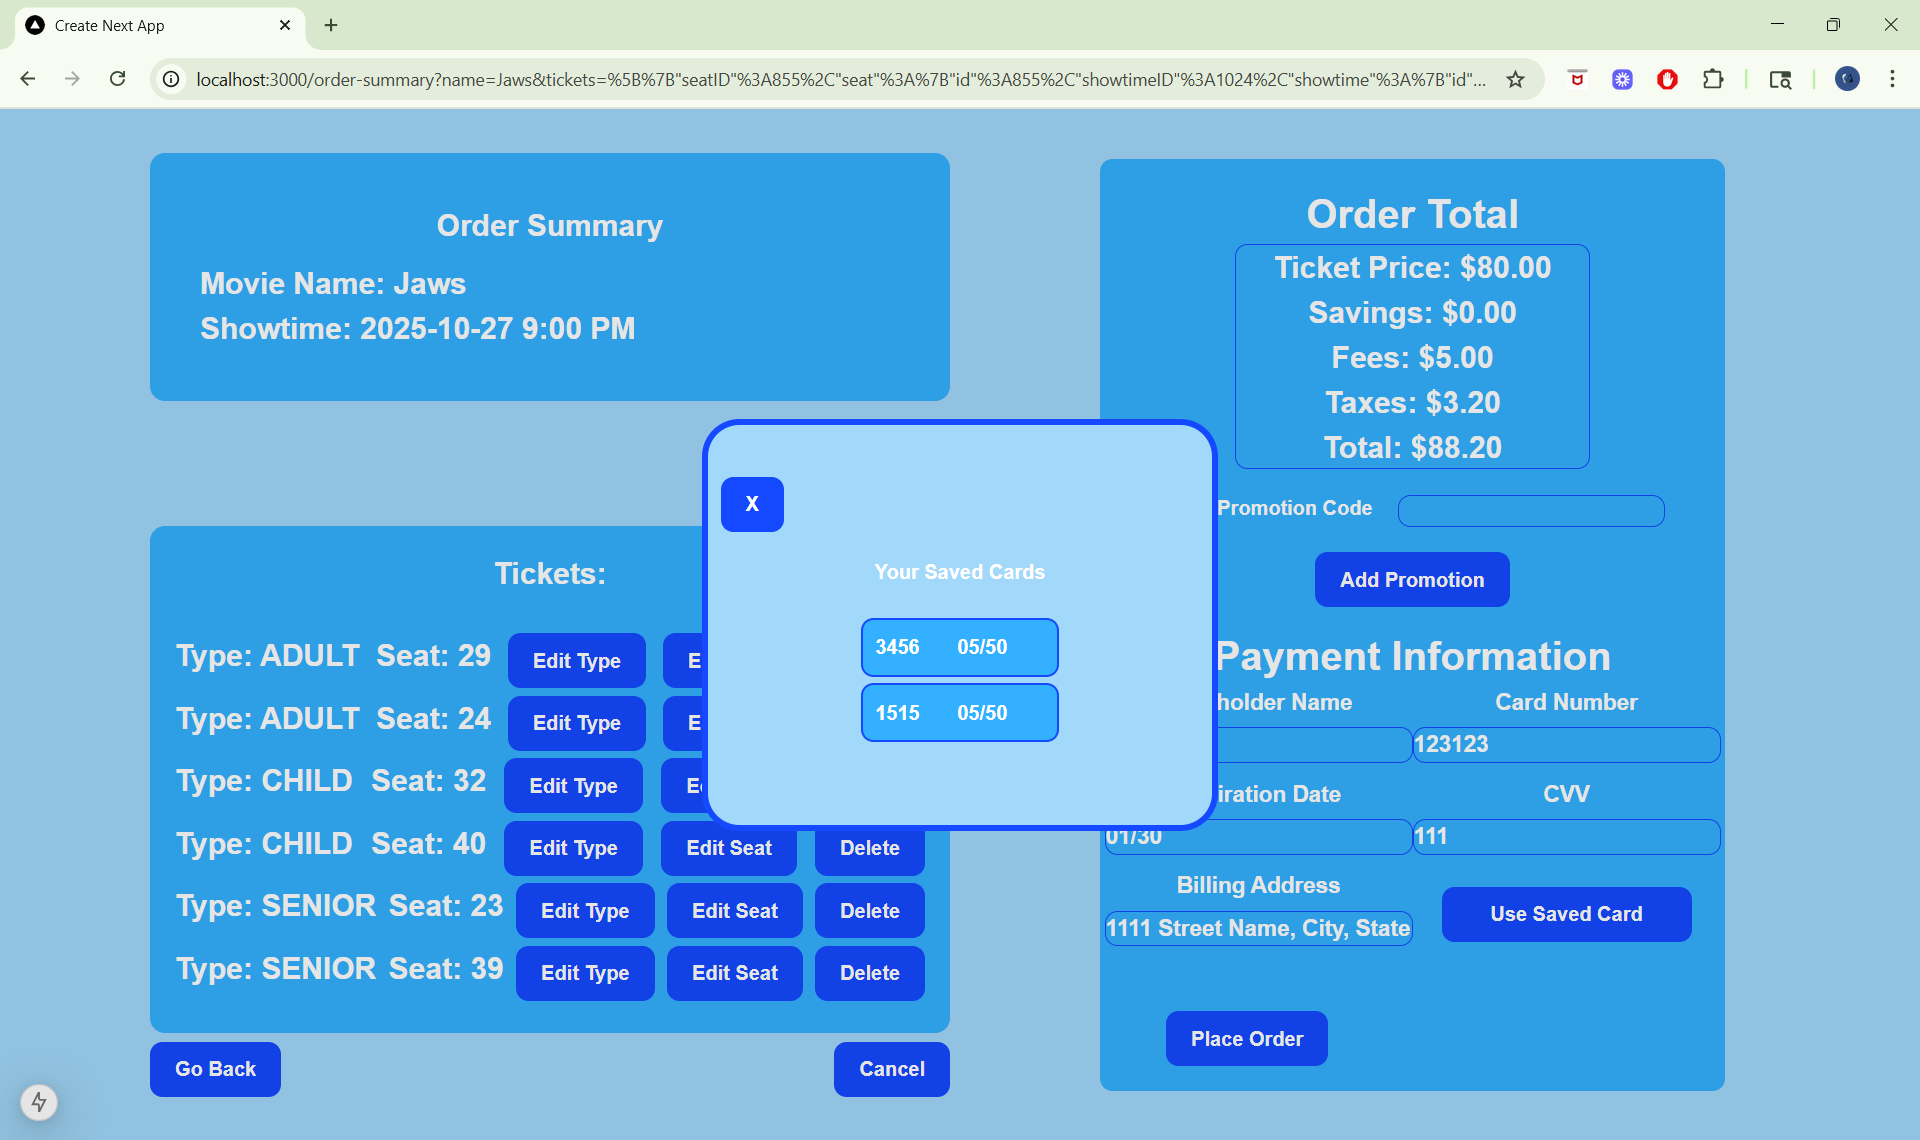 Create Next App
localhost:3000/order-summary?name=Jaws&tickets=%5B%7B"seatID"%3A855%2C"seat"%3A%7B"id"%3A855%2C"showtimeID"%3A1024%2C"showtime"%3A%7B"id"...
Order Summary
Movie Name: Jaws
Showtime: 2025-10-27 9:00 PM
Tickets:
Type: ADULT Seat: 29 Edit Type E
Type: ADULT Seat: 24 Edit Type E
Type: CHILD Seat: 32 Edit Type E
Type: CHILD Seat: 40 Edit Type Edit Seat Delete
Type: SENIOR Seat: 23 Edit Type Edit Seat Delete
Type: SENIOR Seat: 39 Edit Type Edit Seat Delete
Go Back Cancel
X
Your Saved Cards
3456 05/50
1515 05/50
Order Total
Ticket Price: $80.00
Savings: $0.00
Fees: $5.00
Taxes: $3.20
Total: $88.20
Promotion Code
Add Promotion
Payment Information
holder Name Card Number
123123
iration Date CVV
01/30 111
Billing Address
1111 Street Name, City, State
Use Saved Card
Place Order